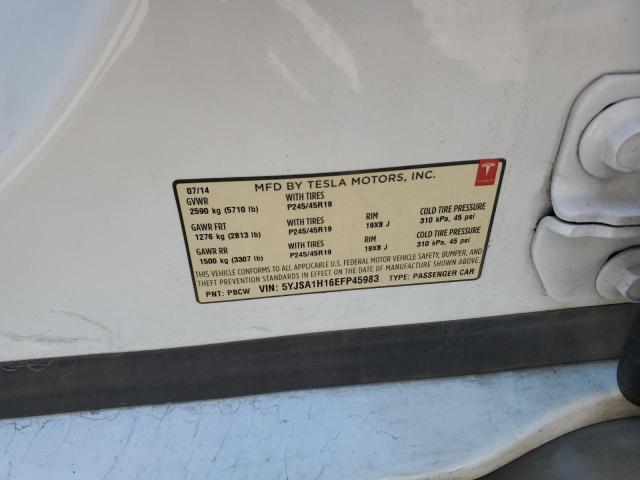 07/14 MFD BY TESLA MOTORS, INC. TESLA
GVWR WITH TIRES
2590 kg (5710 lb) P245/45R19
GAWR FRT WITH TIRES RIM COLD TIRE PRESSURE
1276 kg (2813 lb) P245/45R19 19X8 J 310 kPa, 45 psi
GAWR RR WITH TIRES RIM COLD TIRE PRESSURE
1500 kg (3307 lb) P245/45R19 19X8 J 310 kPa, 45 psi
THIS VEHICLE CONFORMS TO ALL APPLICABLE U.S. FEDERAL MOTOR VEHICLE SAFETY, BUMPER, AND
THEFT PREVENTION STANDARDS IN EFFECT ON THE DATE OF MANUFACTURE SHOWN ABOVE.
PNT: PBCW VIN: 5YJSA1H16EFP45983 TYPE: PASSENGER CAR